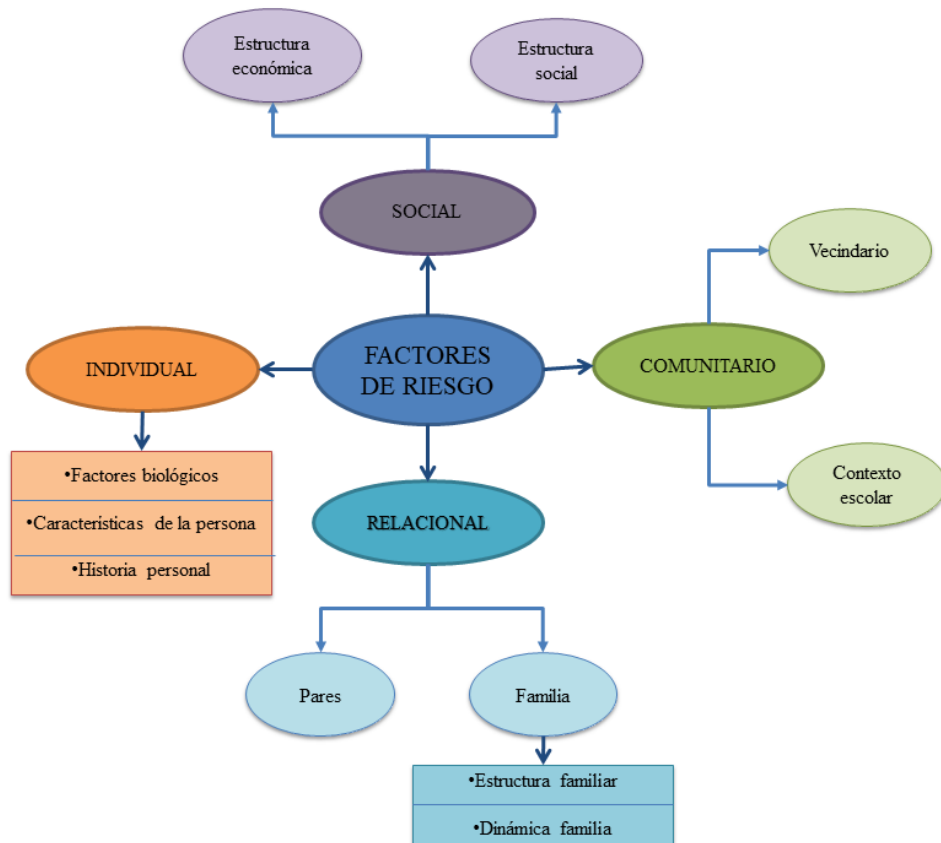 Estructura
económica
Estructura
social
SOCIAL
Vecindario
FACTORES
DE RIESGO
INDIVIDUAL
COMUNITARIO
•Factores biológicos
•Características de la persona
•Historia personal
Contexto
escolar
RELACIONAL
Pares
Familia
•Estructura familiar
•Dinámica familia